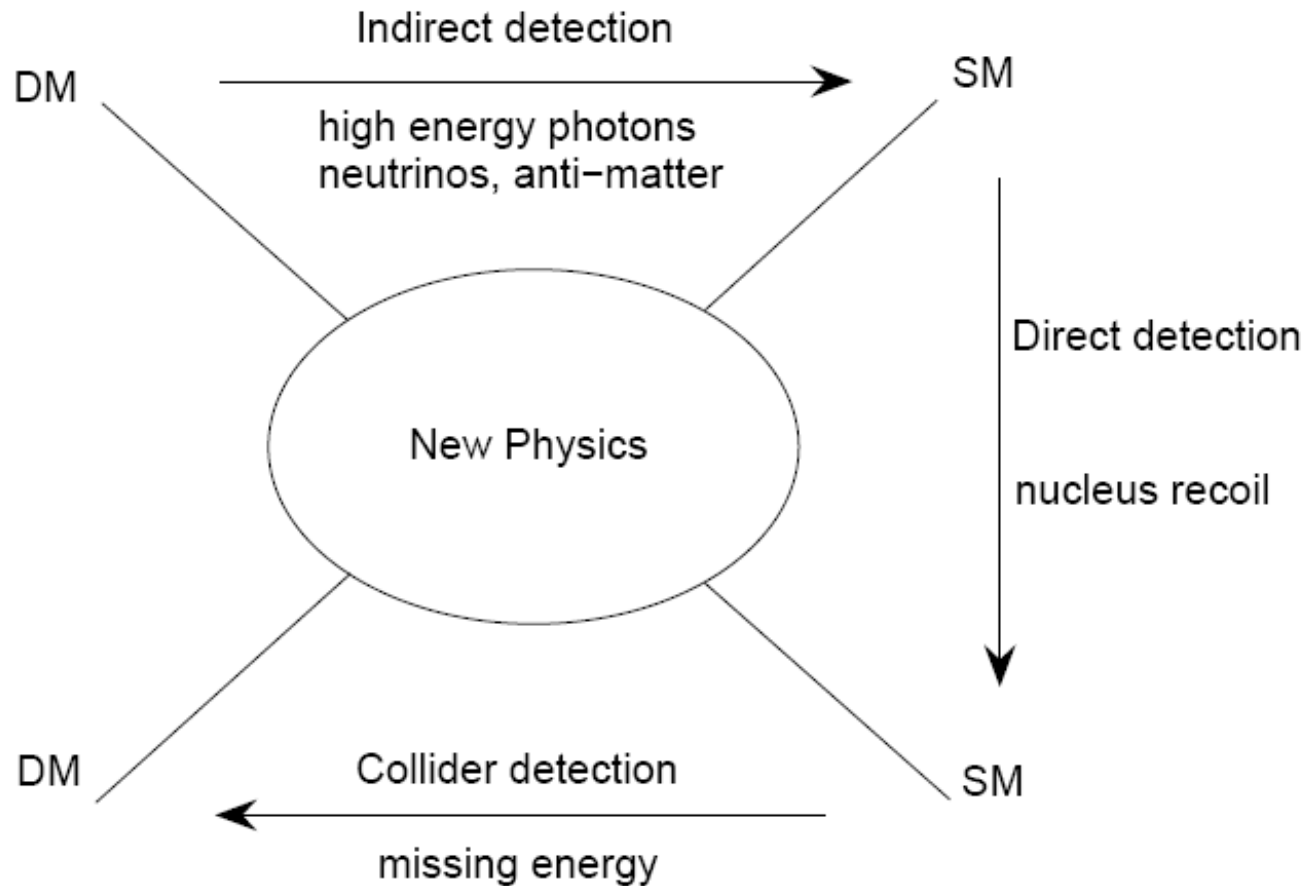 Indirect detection
DM
SM
high energy photons
neutrinos, anti−matter
Direct detection
New Physics
nucleus recoil
DM
Collider detection
SM
missing energy